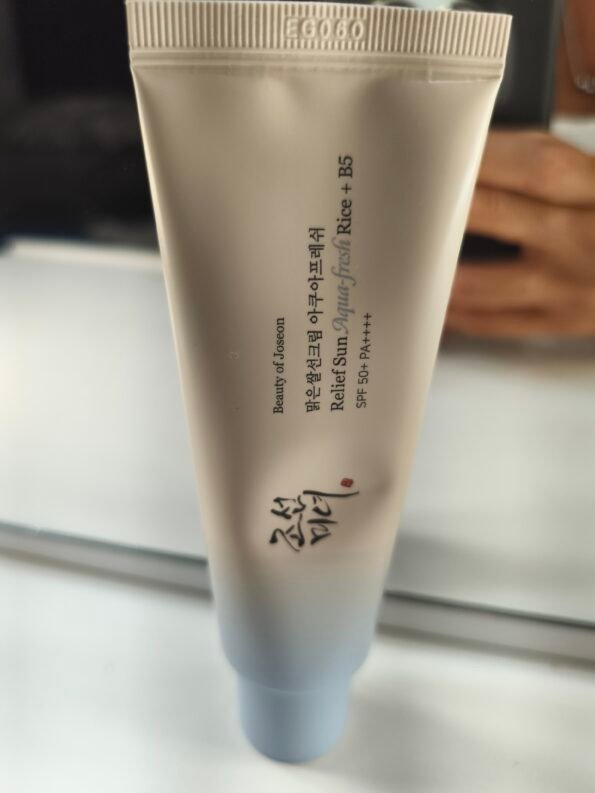 EG060
조선
미녀
Beauty of Joseon
맑은쌀선크림 아쿠아프레쉬
Relief Sun Aqua-fresh Rice + B5
SPF 50+ PA++++